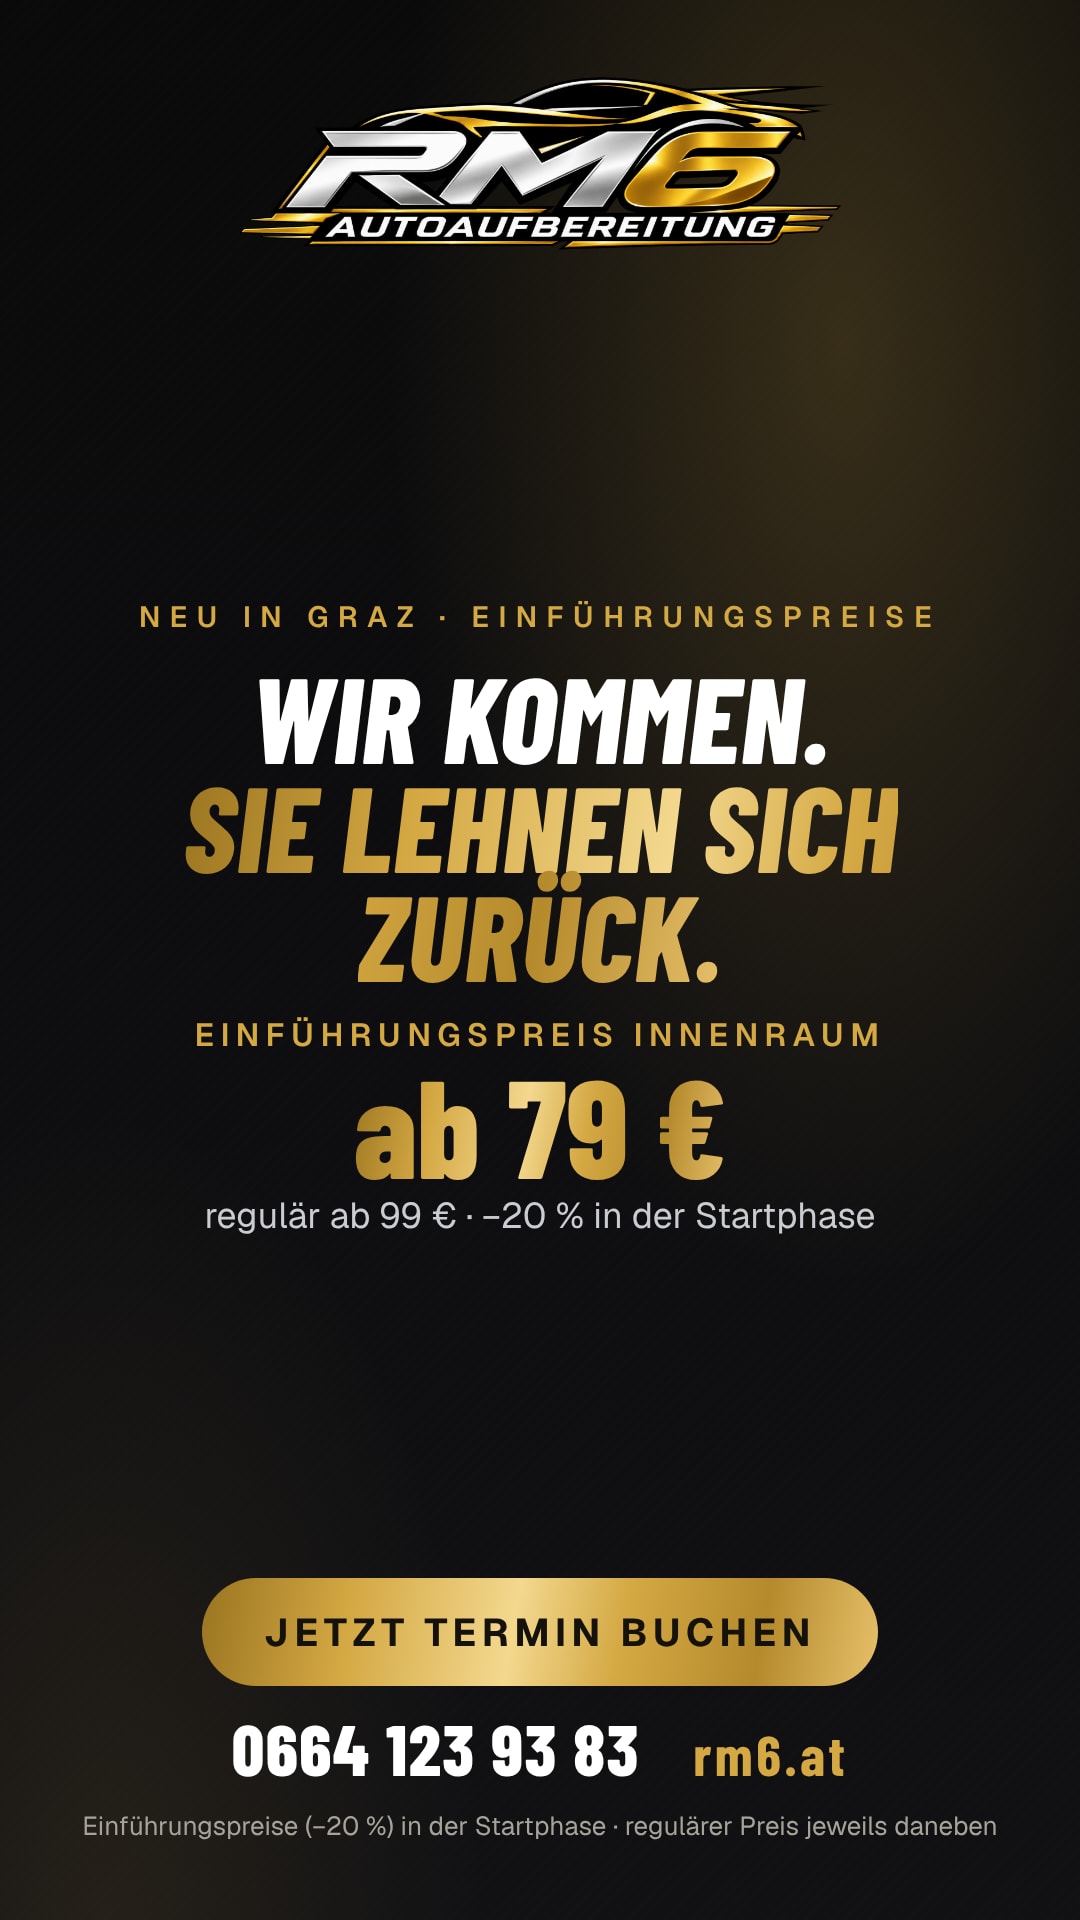 RM6
AUTOAUFBEREITUNG
NEU IN GRAZ · EINFÜHRUNGSPREISE
WIR KOMMEN.
SIE LEHNEN SICH
ZURÜCK.
EINFÜHRUNGSPREIS INNENRAUM
ab 79 €
regulär ab 99 € · −20 % in der Startphase
JETZT TERMIN BUCHEN
0664 123 93 83 rm6.at
Einführungspreise (−20 %) in der Startphase · regulärer Preis jeweils daneben